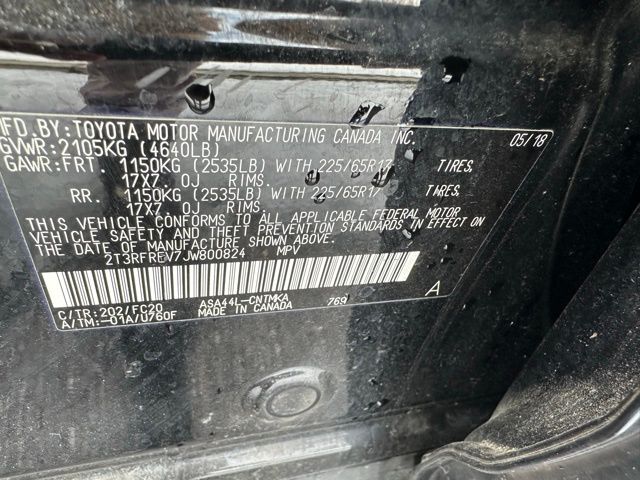 MFD.BY:TOYOTA MOTOR MANUFACTURING CANADA INC. 05/18
GVWR:2105KG (4640LB)
GAWR:FRT. 1150KG (2535LB) WITH 225/65R17 TIRES.
17X7.0J RIMS.
RR. 1150KG (2535LB) WITH 225/65R17 TIRES.
17X7.0J RIMS.
THIS VEHICLE CONFORMS TO ALL APPLICABLE FEDERAL MOTOR
VEHICLE SAFETY AND THEFT PREVENTION STANDARDS IN EFFECT ON
THE DATE OF MANUFACTURE SHOWN ABOVE.
2T3RFREV7JW800824 MPV
C/TR:202/FC20 ASA44L-CNTMKA 769 A
A/TM:-01A/U760F MADE IN CANADA